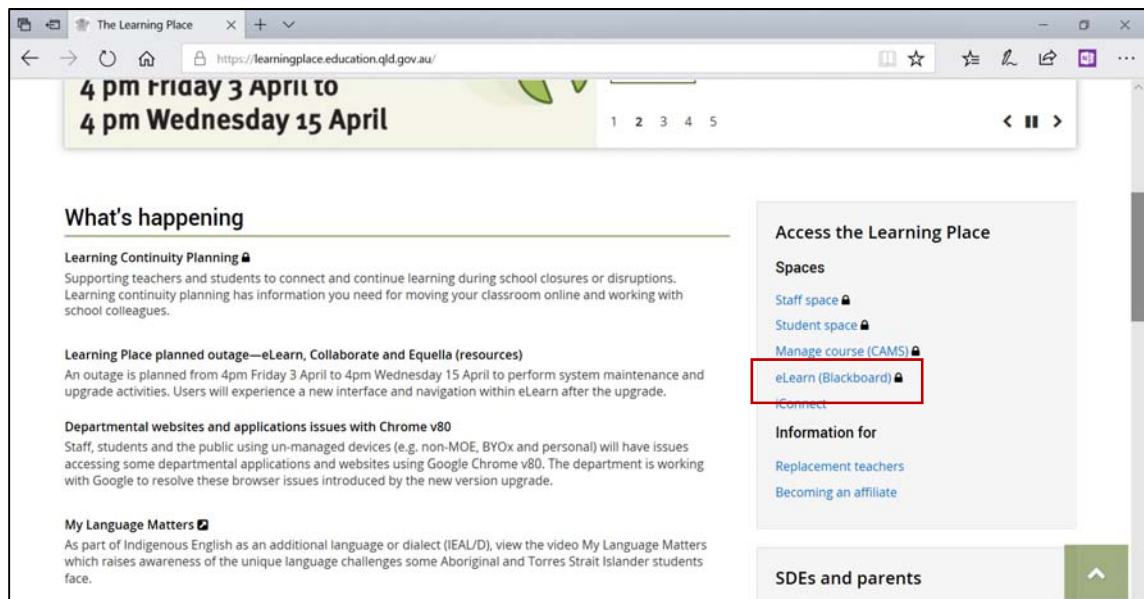 The Learning Place
https://learningplace.education.qld.gov.au/
4 pm Friday 3 April to
4 pm Wednesday 15 April
1 2 3 4 5
What's happening
Learning Continuity Planning
Supporting teachers and students to connect and continue learning during school closures or disruptions.
Learning continuity planning has information you need for moving your classroom online and working with
school colleagues.
Learning Place planned outage—eLearn, Collaborate and Equella (resources)
An outage is planned from 4pm Friday 3 April to 4pm Wednesday 15 April to perform system maintenance and
upgrade activities. Users will experience a new interface and navigation within eLearn after the upgrade.
Departmental websites and applications issues with Chrome v80
Staff, students and the public using un-managed devices (e.g. non-MOE, BYOx and personal) will have issues
accessing some departmental applications and websites using Google Chrome v80. The department is working
with Google to resolve these browser issues introduced by the new version upgrade.
My Language Matters
As part of Indigenous English as an additional language or dialect (IEAL/D), view the video My Language Matters
which raises awareness of the unique language challenges some Aboriginal and Torres Strait Islander students
face.
Access the Learning Place
Spaces
Staff space
Student space
Manage course (CAMS)
eLearn (Blackboard)
iConnect
Information for
Replacement teachers
Becoming an affiliate
SDEs and parents